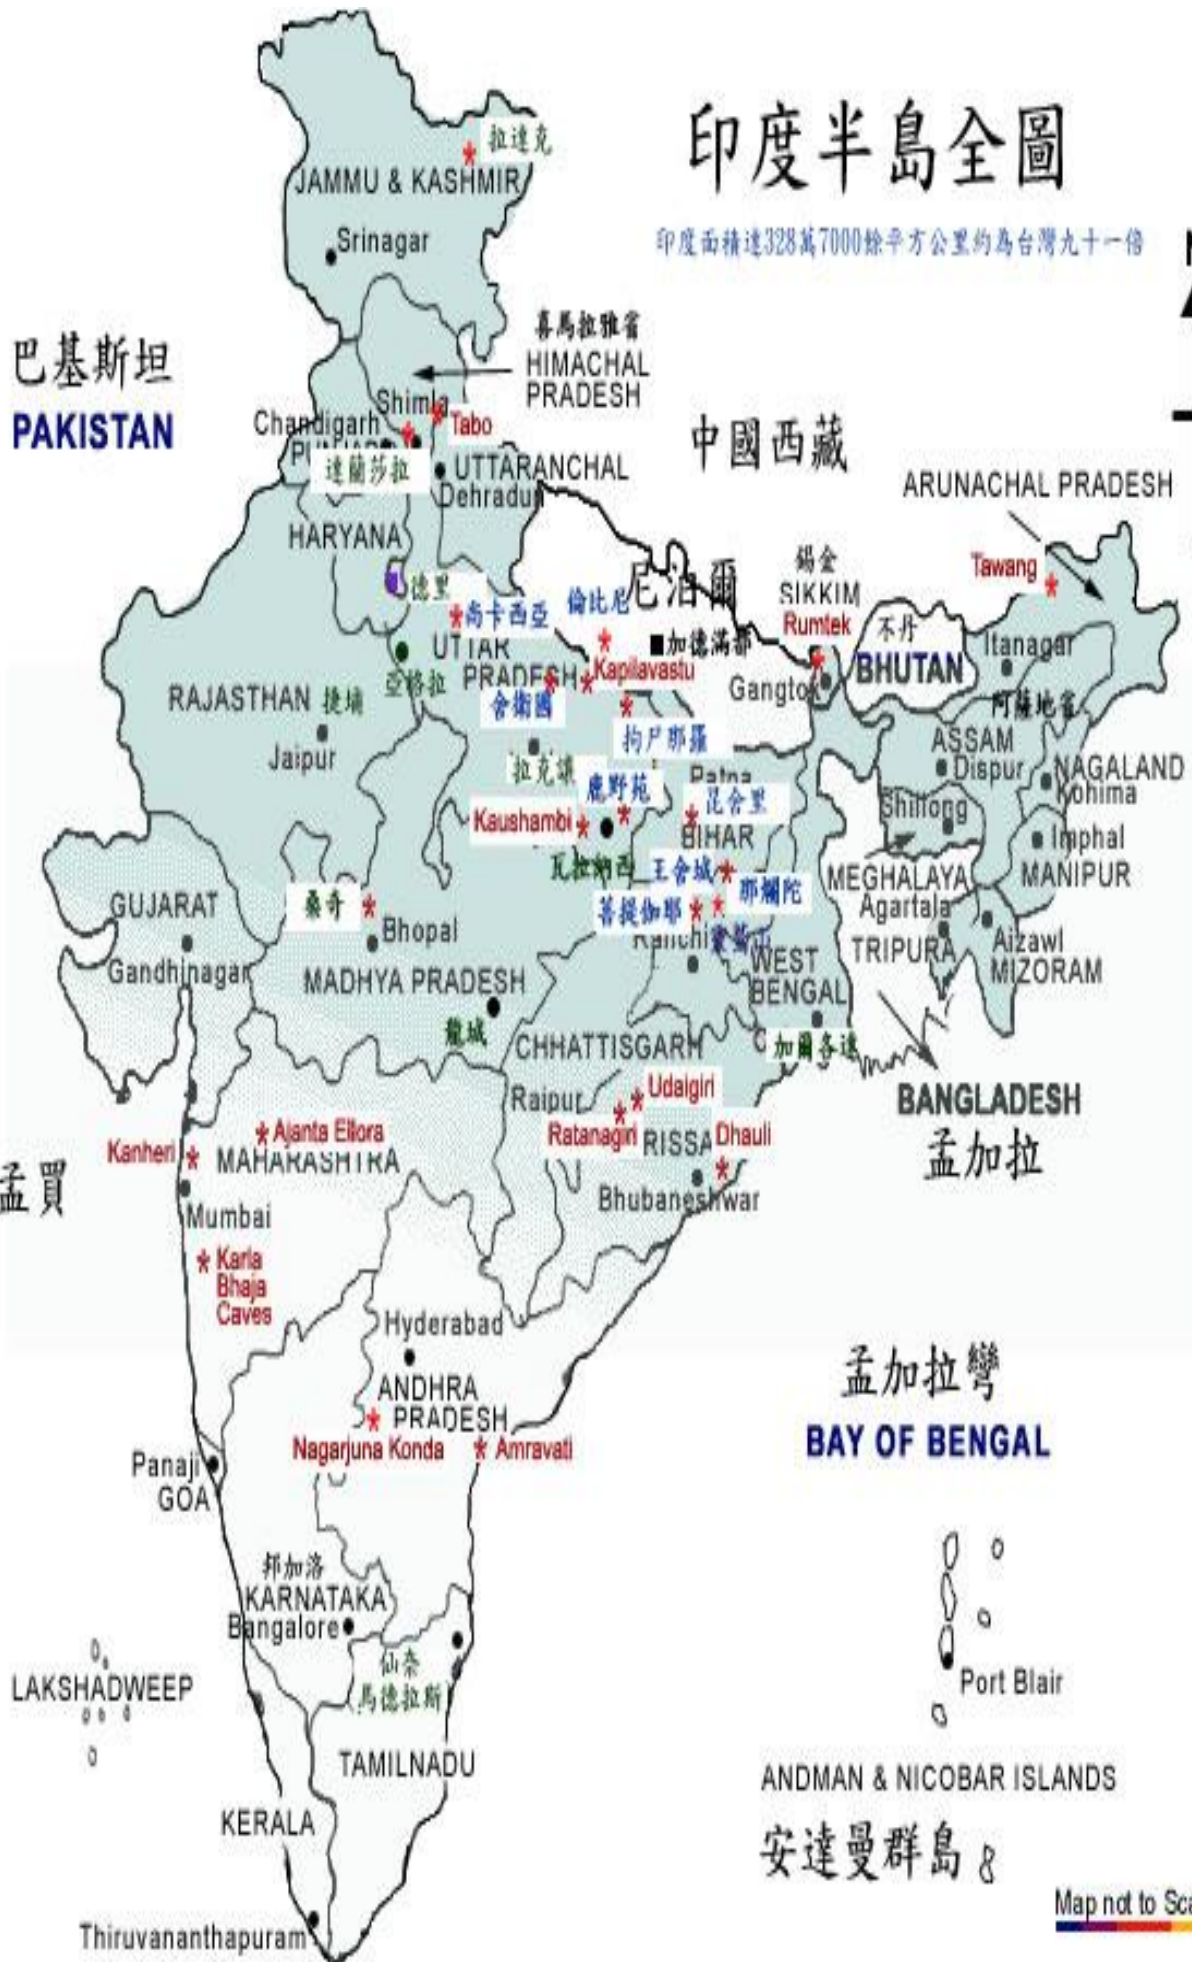 印度半島全圖
拉達克
JAMMU & KASHMIR
Srinagar
印度面積達328萬7000餘平方公里約為台灣九十一倍
喜馬拉雅省
HIMACHAL
PRADESH
巴基斯坦
PAKISTAN
Shimla
Chandigarh
Tabo
達蘭莎拉
UTTARANCHAL
Dehradun
中國西藏
ARUNACHAL PRADESH
HARYANA
錫金
SIKKIM
Rumtek
Tawang
德里
尚卡西亞
倫比尼
尼泊爾
不丹
BHUTAN
Itanagar
UTTAR
PRADESH
加德滿都
Kapilavastu
亞格拉
Gangtok
RAJASTHAN
捷埔
舍衛國
阿薩地省
Jaipur
拘尸那羅
ASSAM
Dispur
NAGALAND
Kohima
鹿野苑
Patna
昆舍里
Shillong
Kaushambi
BIHAR
Imphal
瓦拉納西
王舍城
MEGHALAYA
MANIPUR
GUJARAT
桑奇
菩提伽耶
那爛陀
Agartala
Bhopal
Ranchi
TRIPURA
Aizawl
MIZORAM
Gandhinagar
MADHYA PRADESH
WEST
BENGAL
龍城
CHHATTISGARH
加爾各達
Raipur
Udaigiri
BANGLADESH
孟加拉
Ajanta Ellora
Ratanagiri
RISSA
Dhauli
Kanheri
MAHARASHTRA
孟買
Mumbai
Bhubaneshwar
Karla
Bhaja
Caves
Hyderabad
孟加拉彎
BAY OF BENGAL
ANDHRA
PRADESH
Nagarjuna Konda
Amravati
Panaji
GOA
邦加洛
KARNATAKA
Bangalore
仙奈
馬德拉斯
LAKSHADWEEP
Port Blair
TAMILNADU
ANDMAN & NICOBAR ISLANDS
KERALA
安達曼群島
Map not to Sca
Thiruvananthapuram